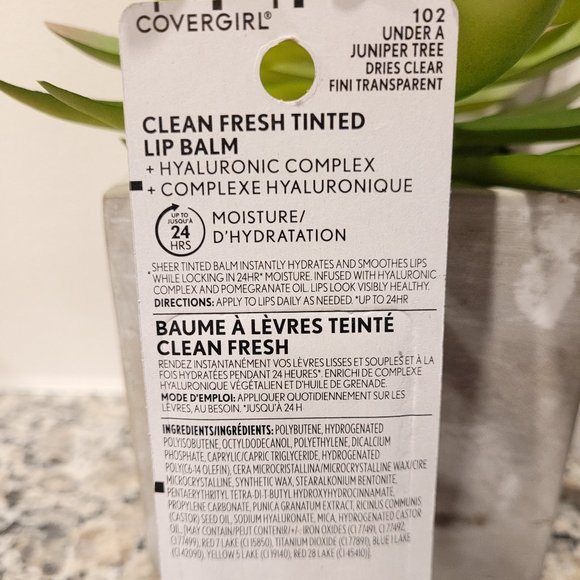 COVERGIRL®
102
UNDER A
JUNIPER TREE
DRIES CLEAR
FINI TRANSPARENT
CLEAN FRESH TINTED
LIP BALM
+ HYALURONIC COMPLEX
+ COMPLEXE HYALURONIQUE
UP TO
JUSQU'À
24
HRS
MOISTURE/
D'HYDRATATION
SHEER TINTED BALM INSTANTLY HYDRATES AND SMOOTHES LIPS
WHILE LOCKING IN 24HR* MOISTURE. INFUSED WITH HYALURONIC
COMPLEX AND POMEGRANATE OIL. LIPS LOOK VISIBLY HEALTHY.
DIRECTIONS: APPLY TO LIPS DAILY AS NEEDED. *UP TO 24HR
BAUME À LÈVRES TEINTÉ
CLEAN FRESH
RENDEZ INSTANTANÉMENT VOS LÈVRES LISSES ET SOUPLES ET À LA
FOIS HYDRATÉES PENDANT 24 HEURES*. ENRICHI DE COMPLEXE
HYALURONIQUE VÉGÉTALIEN ET D'HUILE DE GRENADE.
MODE D'EMPLOI: APPLIQUER QUOTIDIENNEMENT SUR LES
LÈVRES, AU BESOIN. *JUSQU'À 24 H
INGREDIENTS/INGRÉDIENTS: POLYBUTENE, HYDROGENATED
POLYISOBUTENE, OCTYLDODECANOL, POLYETHYLENE, DICALCIUM
PHOSPHATE, CAPRYLIC/CAPRIC TRIGLYCERIDE, HYDROGENATED
POLY(C6-14 OLEFIN), CERA MICROCRISTALLINA/MICROCRYSTALLINE WAX/CIRE
MICROCRYSTALLINE, SYNTHETIC WAX, STEARALKONIUM BENTONITE,
PENTAERYTHRITYL TETRA-DI-T-BUTYL HYDROXYHYDROCINNAMATE,
PROPYLENE CARBONATE, PUNICA GRANATUM EXTRACT, RICINUS COMMUNIS
(CASTOR) SEED OIL, SODIUM HYALURONATE, MICA, HYDROGENATED CASTOR
OIL. [MAY CONTAIN/PEUT CONTENIR/+/-: IRON OXIDES (CI 77491, CI 77492,
CI 77499), RED 7 LAKE (CI 15850), TITANIUM DIOXIDE (CI 77891), BLUE 1 LAKE
(CI 42090), YELLOW 5 LAKE (CI 19140), RED 28 LAKE (CI 45410)].